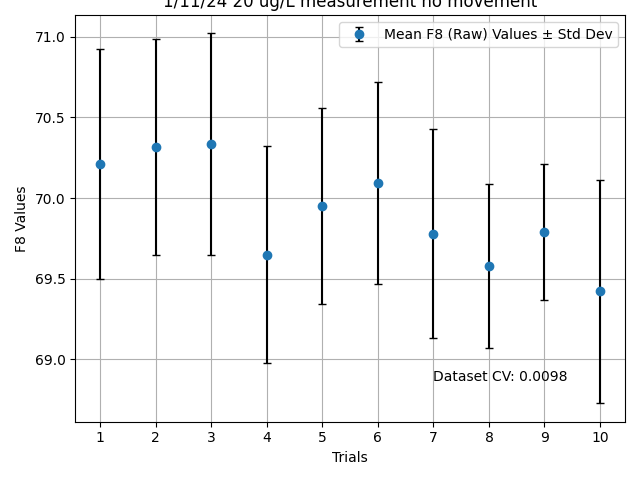 1/11/24 20 ug/L measurement no movement
Mean F8 (Raw) Values ± Std Dev
71.0
70.5
70.0
69.5
69.0
F8 Values
Dataset CV: 0.0098
1 2 3 4 5 6 7 8 9 10
Trials